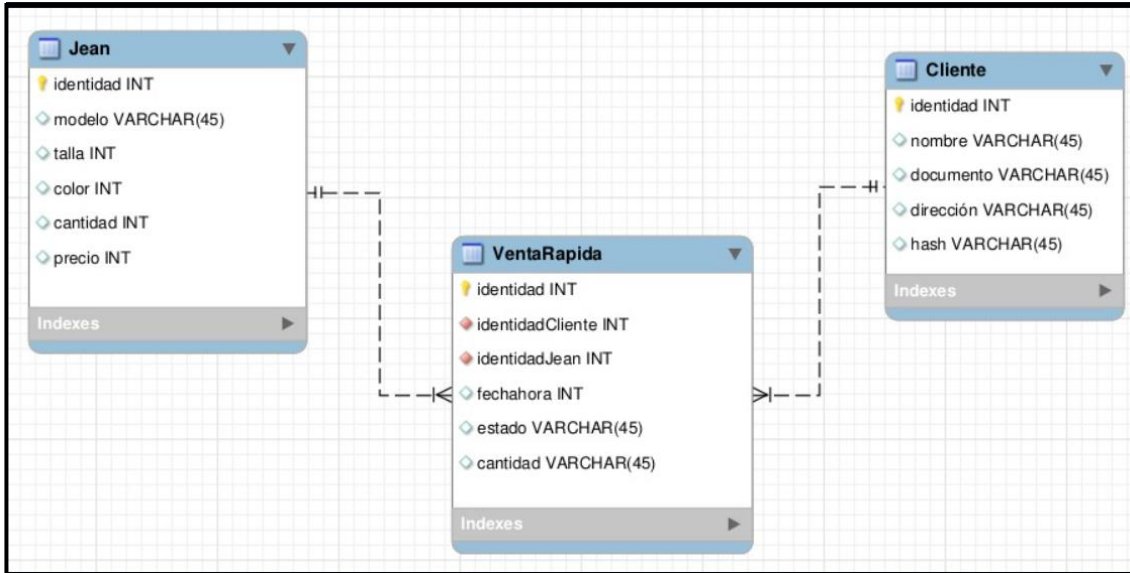 Jean
identidad INT
modelo VARCHAR(45)
talla INT
color INT
cantidad INT
precio INT
Indexes
Cliente
identidad INT
nombre VARCHAR(45)
documento VARCHAR(45)
dirección VARCHAR(45)
hash VARCHAR(45)
Indexes
VentaRapida
identidad INT
identidadCliente INT
identidadJean INT
fechahora INT
estado VARCHAR(45)
cantidad VARCHAR(45)
Indexes